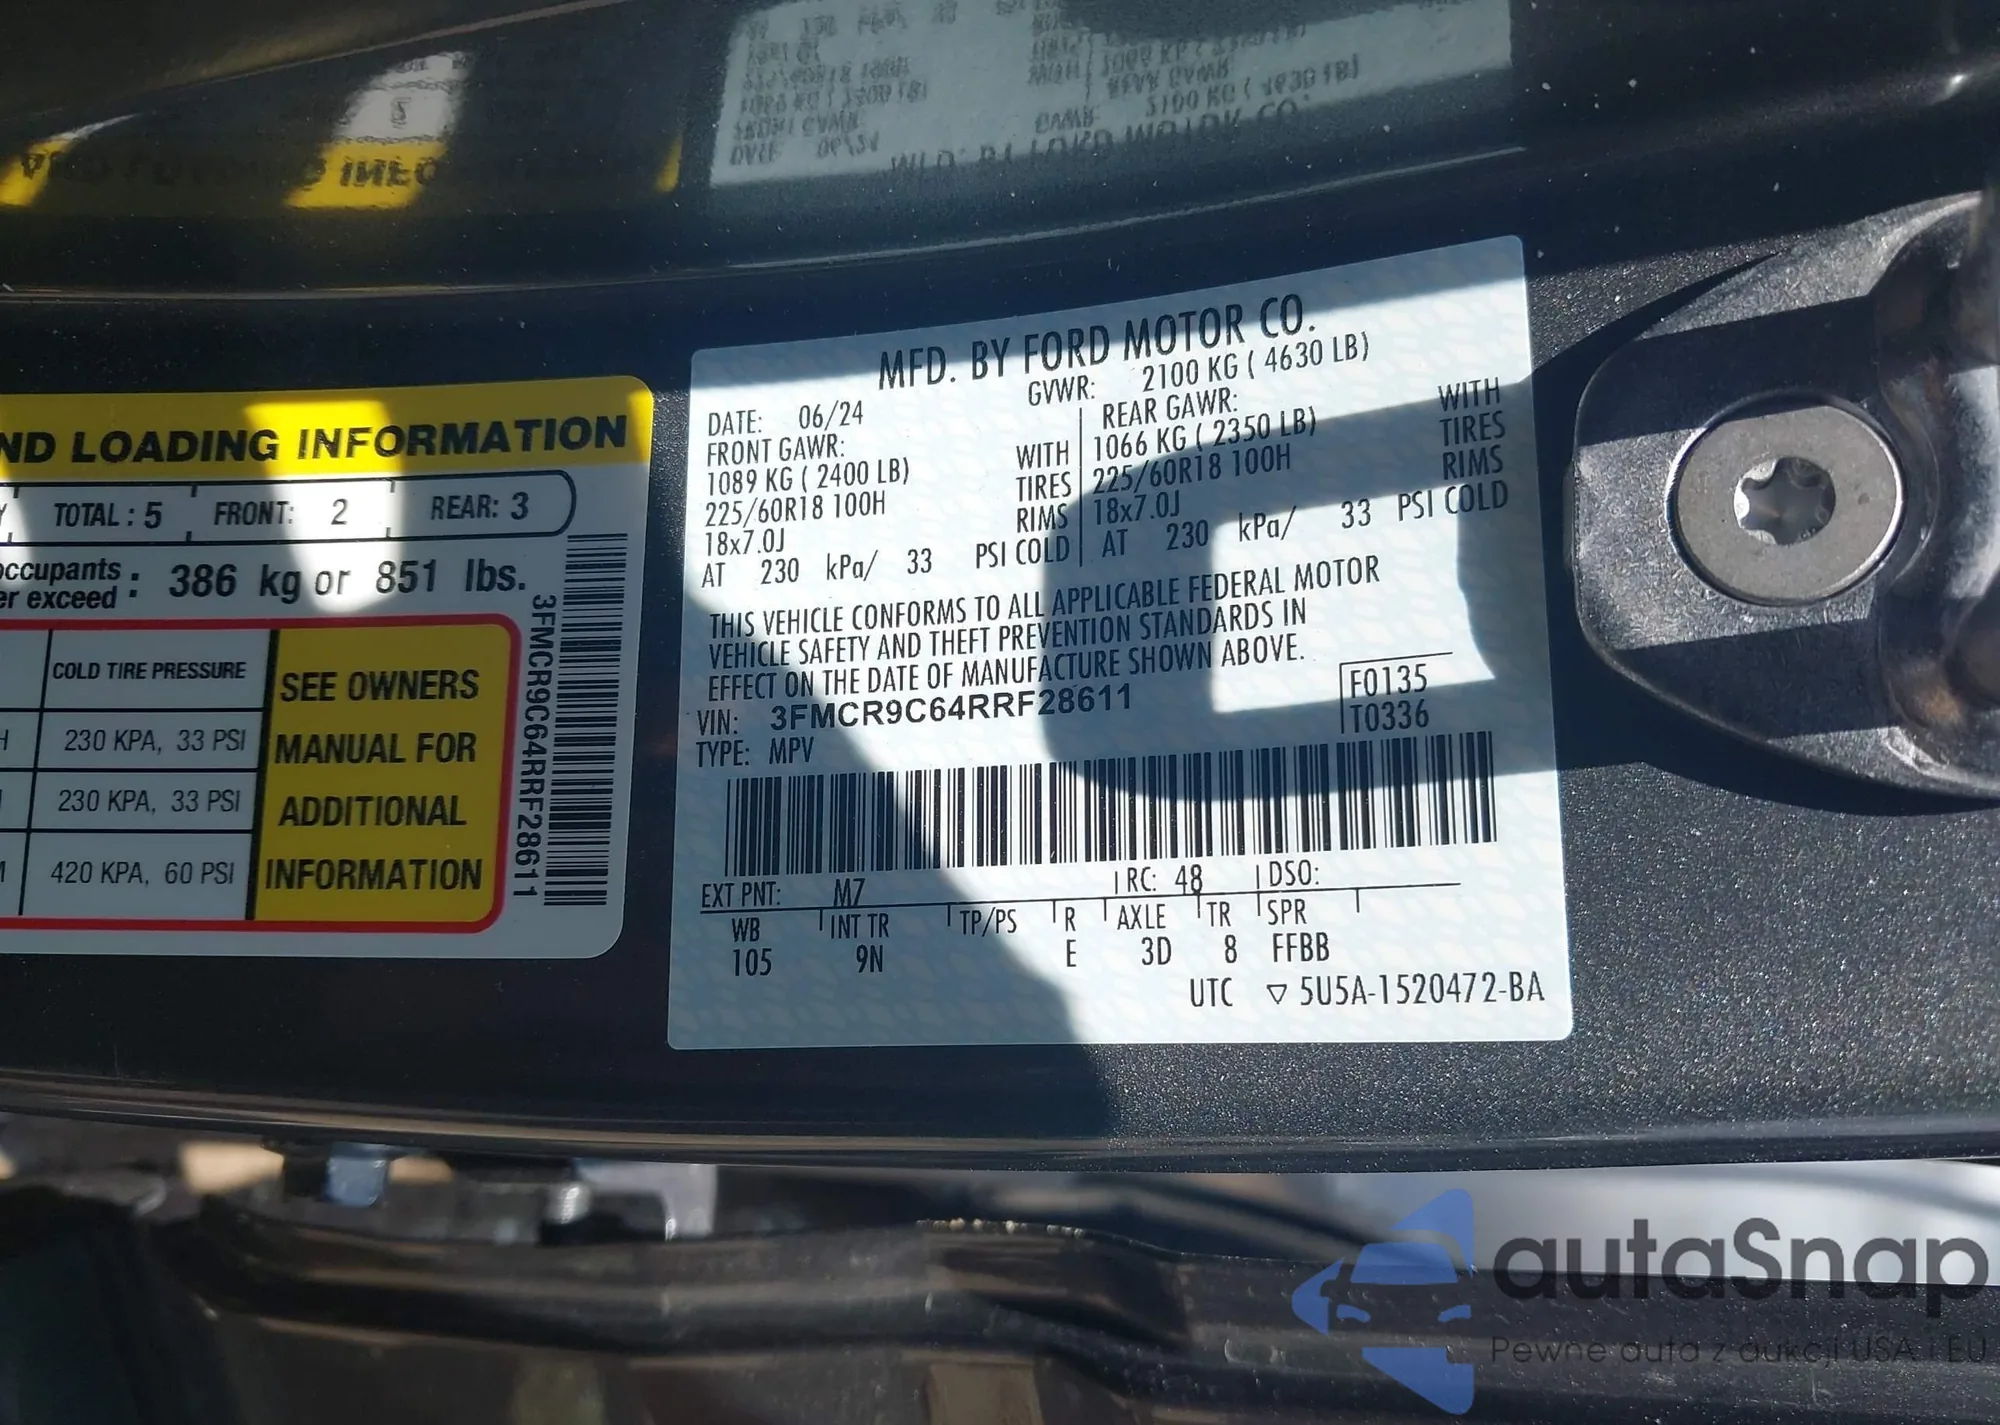 ND LOADING INFORMATION
TOTAL : 5 FRONT: 2 REAR: 3
occupants
er exceed : 386 kg or 851 lbs.
COLD TIRE PRESSURE
230 KPA, 33 PSI
230 KPA, 33 PSI
420 KPA, 60 PSI
SEE OWNERS
MANUAL FOR
ADDITIONAL
INFORMATION
3FMCR9C64RRF28611
MFD. BY FORD MOTOR CO.
DATE: 06/24 GVWR: 2100 KG ( 4630 LB)
FRONT GAWR: REAR GAWR:
1089 KG ( 2400 LB) WITH 1066 KG ( 2350 LB) WITH
225/60R18 100H TIRES 225/60R18 100H TIRES
18x7.0J RIMS 18x7.0J RIMS
AT 230 kPa/ 33 PSI COLD AT 230 kPa/ 33 PSI COLD
THIS VEHICLE CONFORMS TO ALL APPLICABLE FEDERAL MOTOR
VEHICLE SAFETY AND THEFT PREVENTION STANDARDS IN
EFFECT ON THE DATE OF MANUFACTURE SHOWN ABOVE.
VIN: 3FMCR9C64RRF28611
F0135
T0336
TYPE: MPV
EXT PNT: M7 RC: 48 DSO:
WB INT TR TP/PS R AXLE TR SPR
105 9N E 3D 8 FFBB
UTC ▽ 5U5A-1520472-BA
autaSnap
Pewne auta z aukcji USA i EU